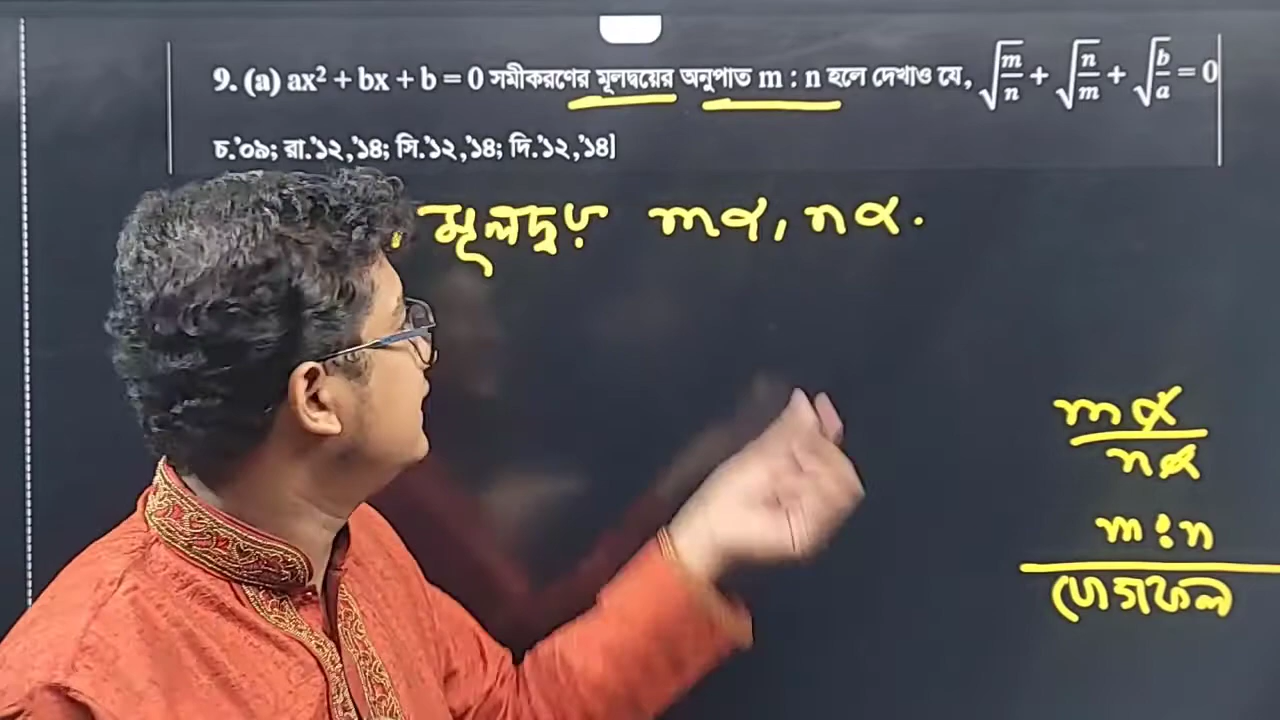 9. (a) ax² + bx + b = 0 সমীকরণের মূলদ্বয়ের অনুপাত m : n হলে দেখাও যে, √(m/n) + √(n/m) + √(b/a) = 0
চ.'০৯; রা.'১২,'১৪; সি.'১২,'১৪; দি.'১২,'১৪]
মূলদ্বয় mα, nα.
mα
nα
m : n
যোগফল